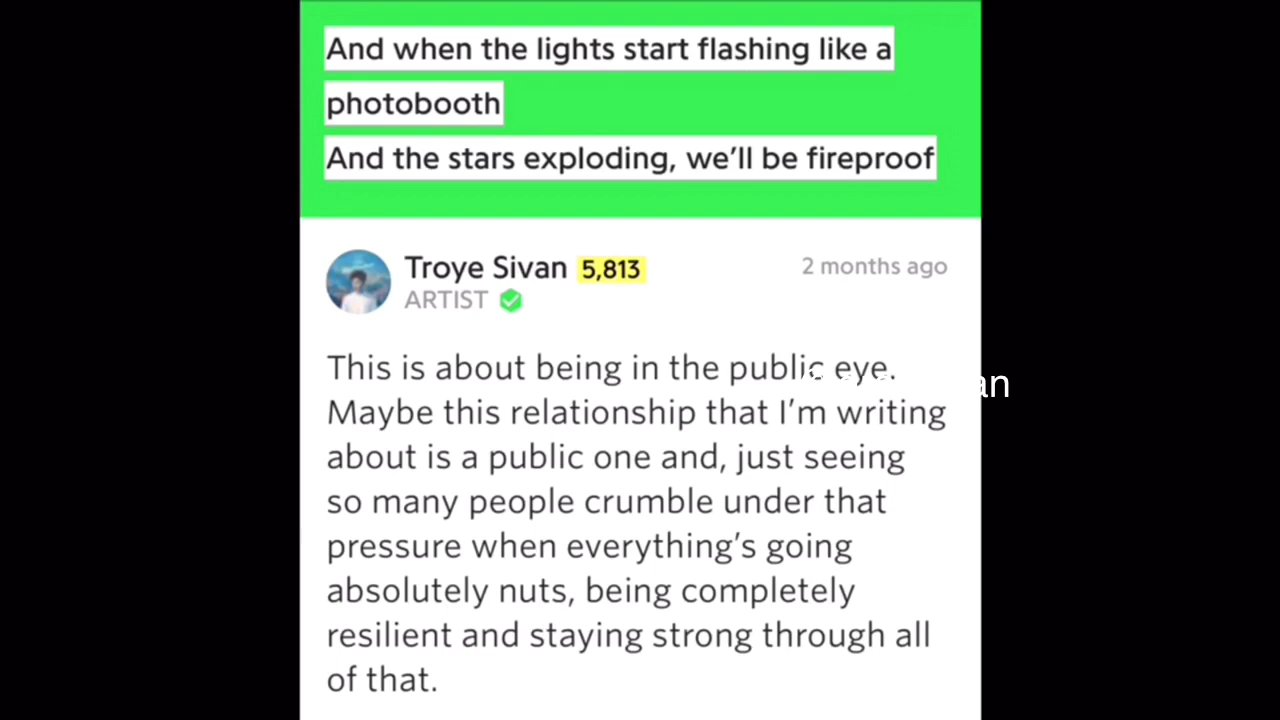 And when the lights start flashing like a
photobooth
And the stars exploding, we'll be fireproof
Troye Sivan 5,813
2 months ago
ARTIST
This is about being in the public eye.
Maybe this relationship that I'm writing
about is a public one and, just seeing
so many people crumble under that
pressure when everything's going
absolutely nuts, being completely
resilient and staying strong through all
of that.